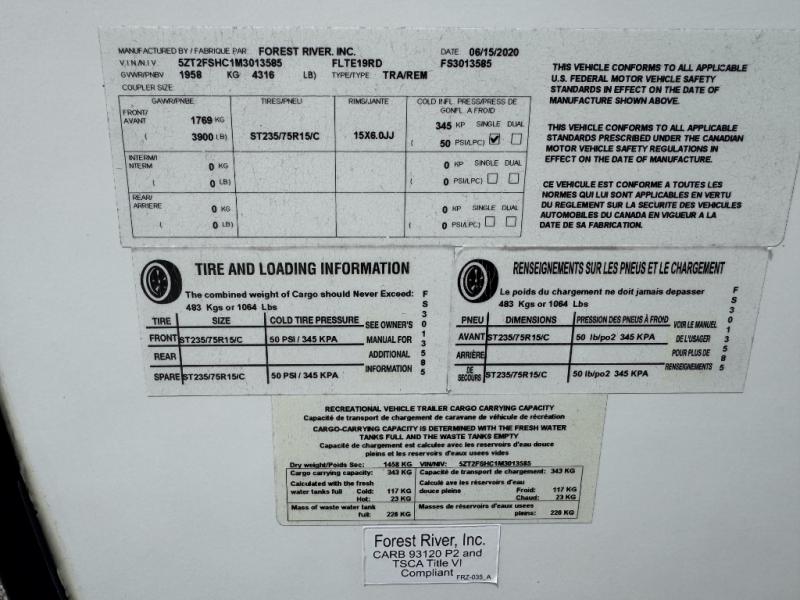 MANUFACTURED BY / FABRIQUE PAR: FOREST RIVER, INC. DATE: 06/15/2020
V.I.N/N.I.V 5ZT2FSHC1M3013585 FLTE19RD FS3013585
GVWR/PNBV 1958 KG 4316 LB) TYPE/TYPE: TRA/REM
COUPLER SIZE:
GAWR/PNBE TIRES/PNEU RIMS/JANTE COLD INFL. PRESS/PRESS DE GONFL. A FROID
FRONT/ AVANT 1769 KG 345 KP SINGLE DUAL
( 3900 LB) ST235/75R15/C 15X6.0JJ ( 50 PSI/LPC)
INTERM/I NTERM 0 KG 0 KP SINGLE DUAL
( 0 LB) ( 0 PSI/LPC)
REAR/ ARRIERE 0 KG 0 KP SINGLE DUAL
( 0 LB) ( 0 PSI/LPC)
THIS VEHICLE CONFORMS TO ALL APPLICABLE
U.S. FEDERAL MOTOR VEHICLE SAFETY
STANDARDS IN EFFECT ON THE DATE OF
MANUFACTURE SHOWN ABOVE.
THIS VEHICLE CONFORMS TO ALL APPLICABLE
STANDARDS PRESCRIBED UNDER THE CANADIAN
MOTOR VEHICLE SAFETY REGULATIONS IN
EFFECT ON THE DATE OF MANUFACTURE.
CE VEHICULE EST CONFORME A TOUTES LES
NORMES QUI LUI SONT APPLICABLES EN VERTU
DU REGLEMENT SUR LA SECURITE DES VEHICULES
AUTOMOBILES DU CANADA EN VIGUEUR A LA
DATE DE SA FABRICATION.
TIRE AND LOADING INFORMATION
The combined weight of Cargo should Never Exceed:
483 Kgs or 1064 Lbs
TIRE SIZE COLD TIRE PRESSURE
FRONT ST235/75R15/C 50 PSI / 345 KPA
REAR
SPARE ST235/75R15/C 50 PSI / 345 KPA
SEE OWNER'S
MANUAL FOR
ADDITIONAL
INFORMATION
FS3013585
RENSEIGNEMENTS SUR LES PNEUS ET LE CHARGEMENT
Le poids du chargement ne doit jamais depasser
483 Kgs or 1064 Lbs
PNEU DIMENSIONS PRESSION DES PNEUS À FROID
AVANT ST235/75R15/C 50 lb/po2 345 KPA
ARRIÈRE
DE SECOURS ST235/75R15/C 50 lb/po2 345 KPA
VOIR LE MANUEL
DE L'USAGER
POUR PLUS DE
RENSEIGNEMENTS
FS3013585
RECREATIONAL VEHICLE TRAILER CARGO CARRYING CAPACITY
Capacité de transport de chargement de caravane de véhicule de récréation
CARGO-CARRYING CAPACITY IS DETERMINED WITH THE FRESH WATER
TANKS FULL AND THE WASTE TANKS EMPTY
Capacité de chargement est calculee avec les reservoirs d'eau douce
pleins et les reservoirs d'eaux usees vides
Dry weight/Poids Sec: 1458 KG VIN/NIV: 5ZT2FSHC1M3013585
Cargo carrying capacity: 343 KG Capacité de transport de chargement: 343 KG
Calculated with the fresh Calculé ave les réservoirs d'eau
water tanks full Cold: 117 KG douce pleine Froid: 117 KG
Hot: 23 KG Chaud: 23 KG
Mass of waste water tank Masses de réservoirs d'eaux usees
full: 226 KG pleins: 226 KG
Forest River, Inc.
CARB 93120 P2 and
TSCA Title VI
Compliant FRZ-035_A